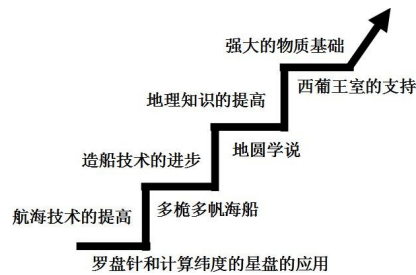 强大的物质基础
西葡王室的支持
地理知识的提高
地圆学说
造船技术的进步
多桅多帆海船
航海技术的提高
罗盘针和计算纬度的星盘的应用